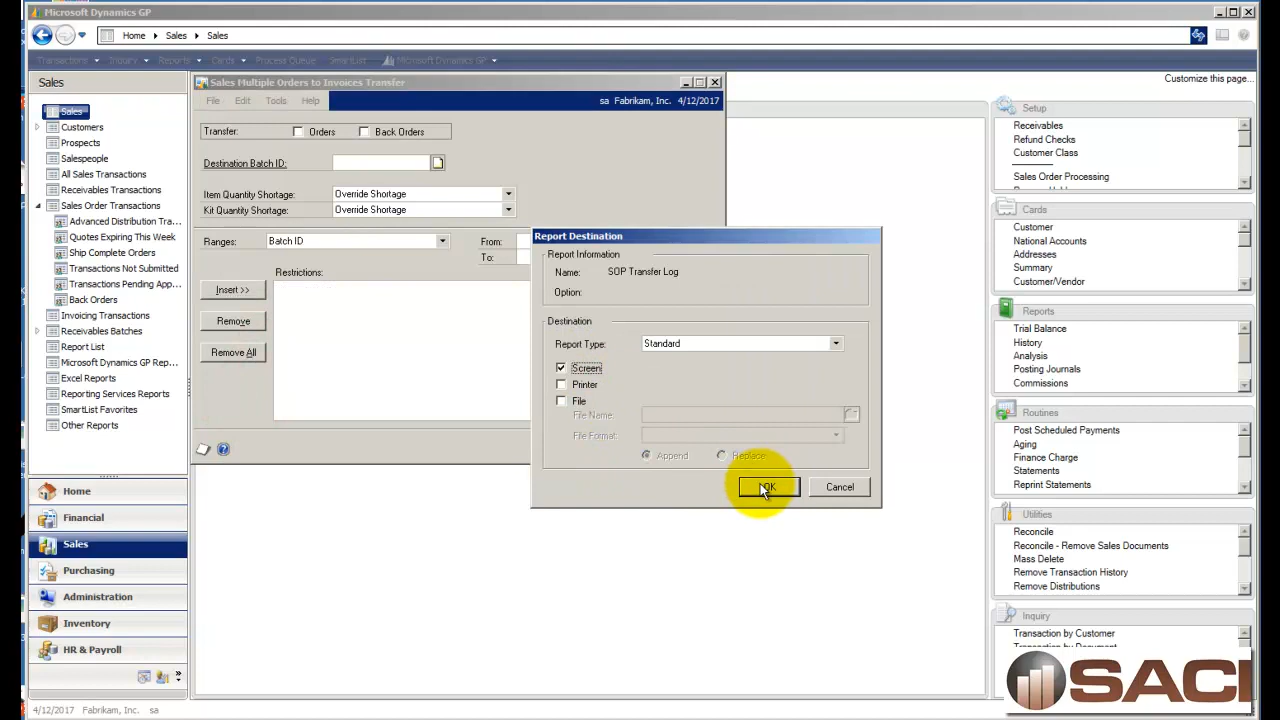 Microsoft Dynamics GP
Home Sales Sales
Transactions Inquiry Reports Cards Process Queue SmartList Microsoft Dynamics GP
Customize this page...
Sales
Sales
Customers
Prospects
Salespeople
All Sales Transactions
Receivables Transactions
Sales Order Transactions
Advanced Distribution Tra...
Quotes Expiring This Week
Ship Complete Orders
Transactions Not Submitted
Transactions Pending App...
Back Orders
Invoicing Transactions
Receivables Batches
Report List
Microsoft Dynamics GP Rep...
Excel Reports
Reporting Services Reports
SmartList Favorites
Other Reports
Home
Financial
Sales
Purchasing
Administration
Inventory
HR & Payroll
Sales Multiple Orders to Invoices Transfer
File Edit Tools Help
sa Fabrikam, Inc. 4/12/2017
Transfer: Orders Back Orders
Destination Batch ID:
Item Quantity Shortage: Override Shortage
Kit Quantity Shortage: Override Shortage
Ranges: Batch ID From:
To:
Restrictions:
Insert >>
Remove
Remove All
Report Destination
Report Information
Name: SOP Transfer Log
Option:
Destination
Report Type: Standard
Screen
Printer
File
File Name:
File Format:
Append Replace
OK Cancel
Setup
Receivables
Refund Checks
Customer Class
Sales Order Processing
Cards
Customer
National Accounts
Addresses
Summary
Customer/Vendor
Reports
Trial Balance
History
Analysis
Posting Journals
Commissions
Routines
Post Scheduled Payments
Aging
Finance Charge
Statements
Reprint Statements
Utilities
Reconcile
Reconcile - Remove Sales Documents
Mass Delete
Remove Transaction History
Remove Distributions
Inquiry
Transaction by Customer
SACI
4/12/2017 Fabrikam, Inc. sa